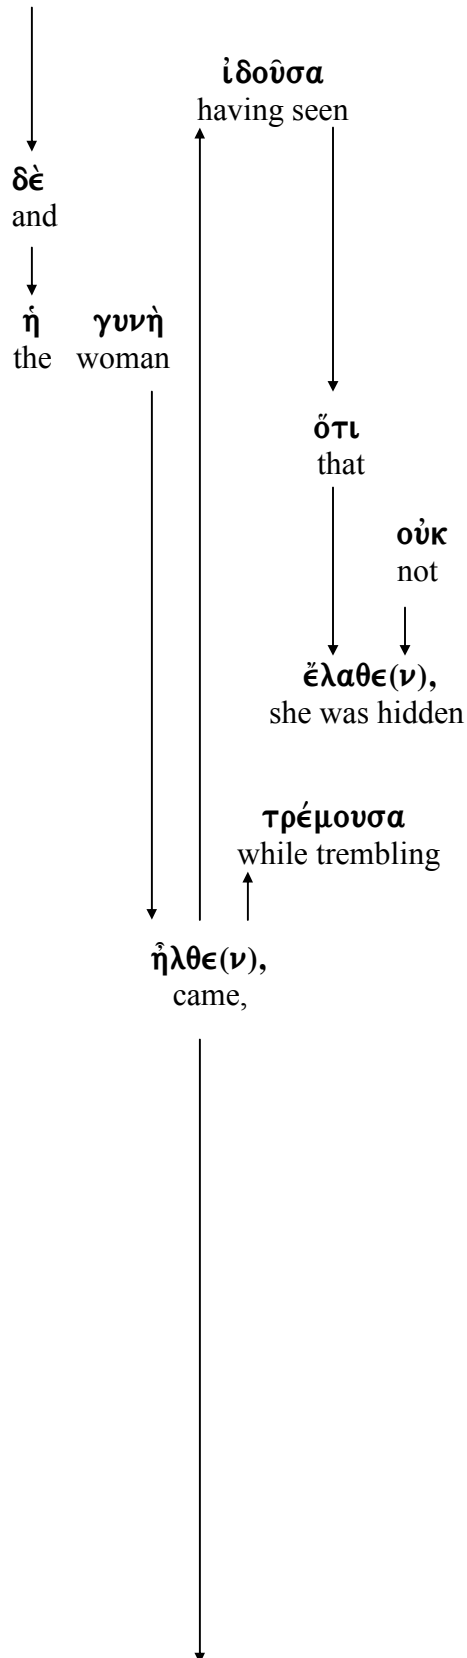 ἰδοῦσα
having seen
δὲ
and
ἡ γυνὴ
the woman
ὅτι
that
οὐκ
not
ἔλαθε(ν),
she was hidden
τρέμουσα
while trembling
ἦλθε(ν),
came,